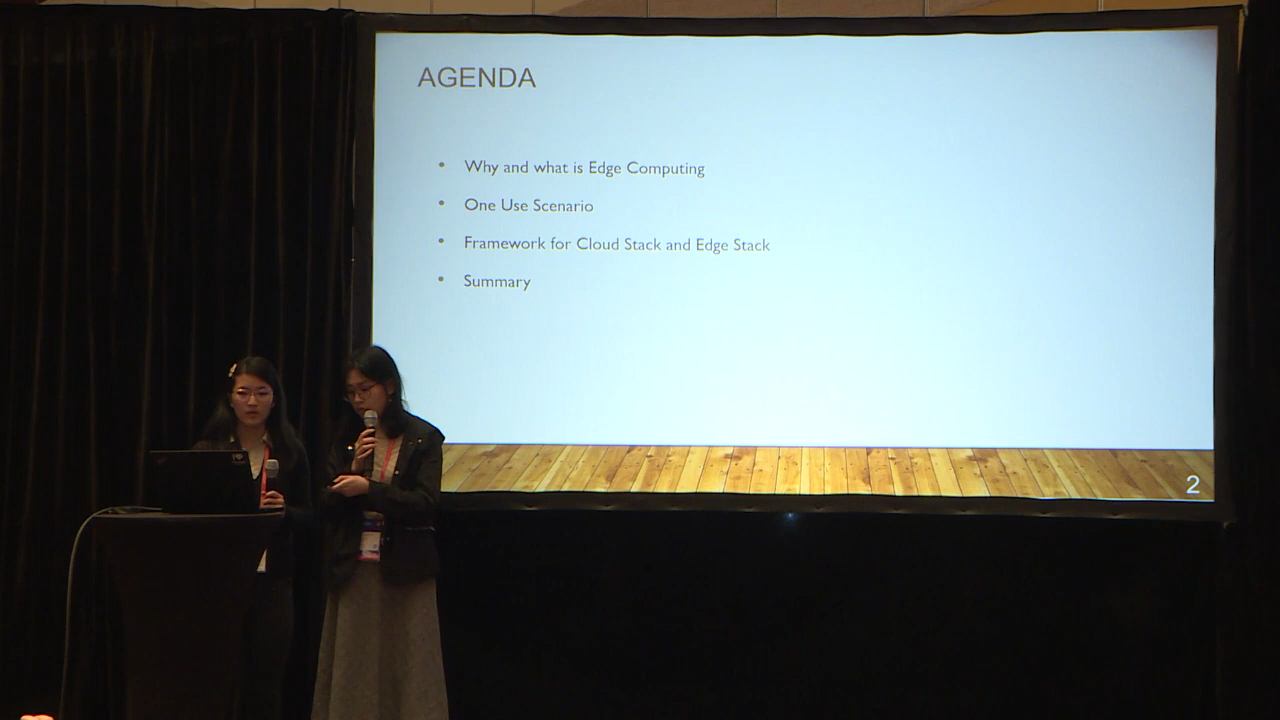 AGENDA
• Why and what is Edge Computing
• One Use Scenario
• Framework for Cloud Stack and Edge Stack
• Summary
2